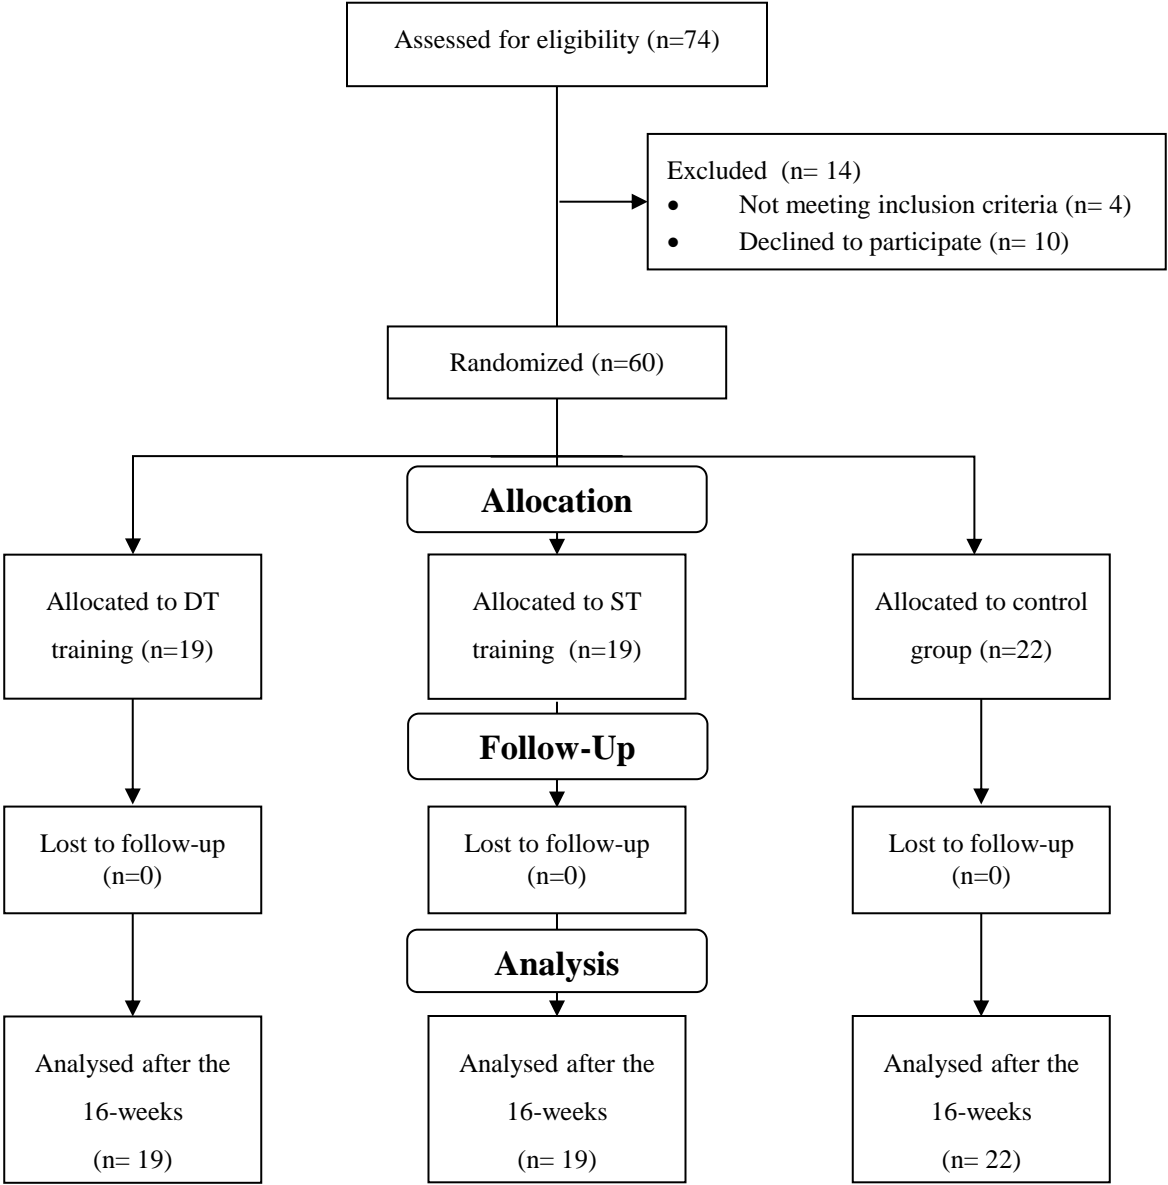 Assessed for eligibility (n=74)
Excluded (n= 14)
• Not meeting inclusion criteria (n= 4)
• Declined to participate (n= 10)
Randomized (n=60)
Allocation
Allocated to DT
training (n=19)
Allocated to ST
training (n=19)
Allocated to control
group (n=22)
Follow-Up
Lost to follow-up
(n=0)
Lost to follow-up
(n=0)
Lost to follow-up
(n=0)
Analysis
Analysed after the
16-weeks
(n= 19)
Analysed after the
16-weeks
(n= 19)
Analysed after the
16-weeks
(n= 22)